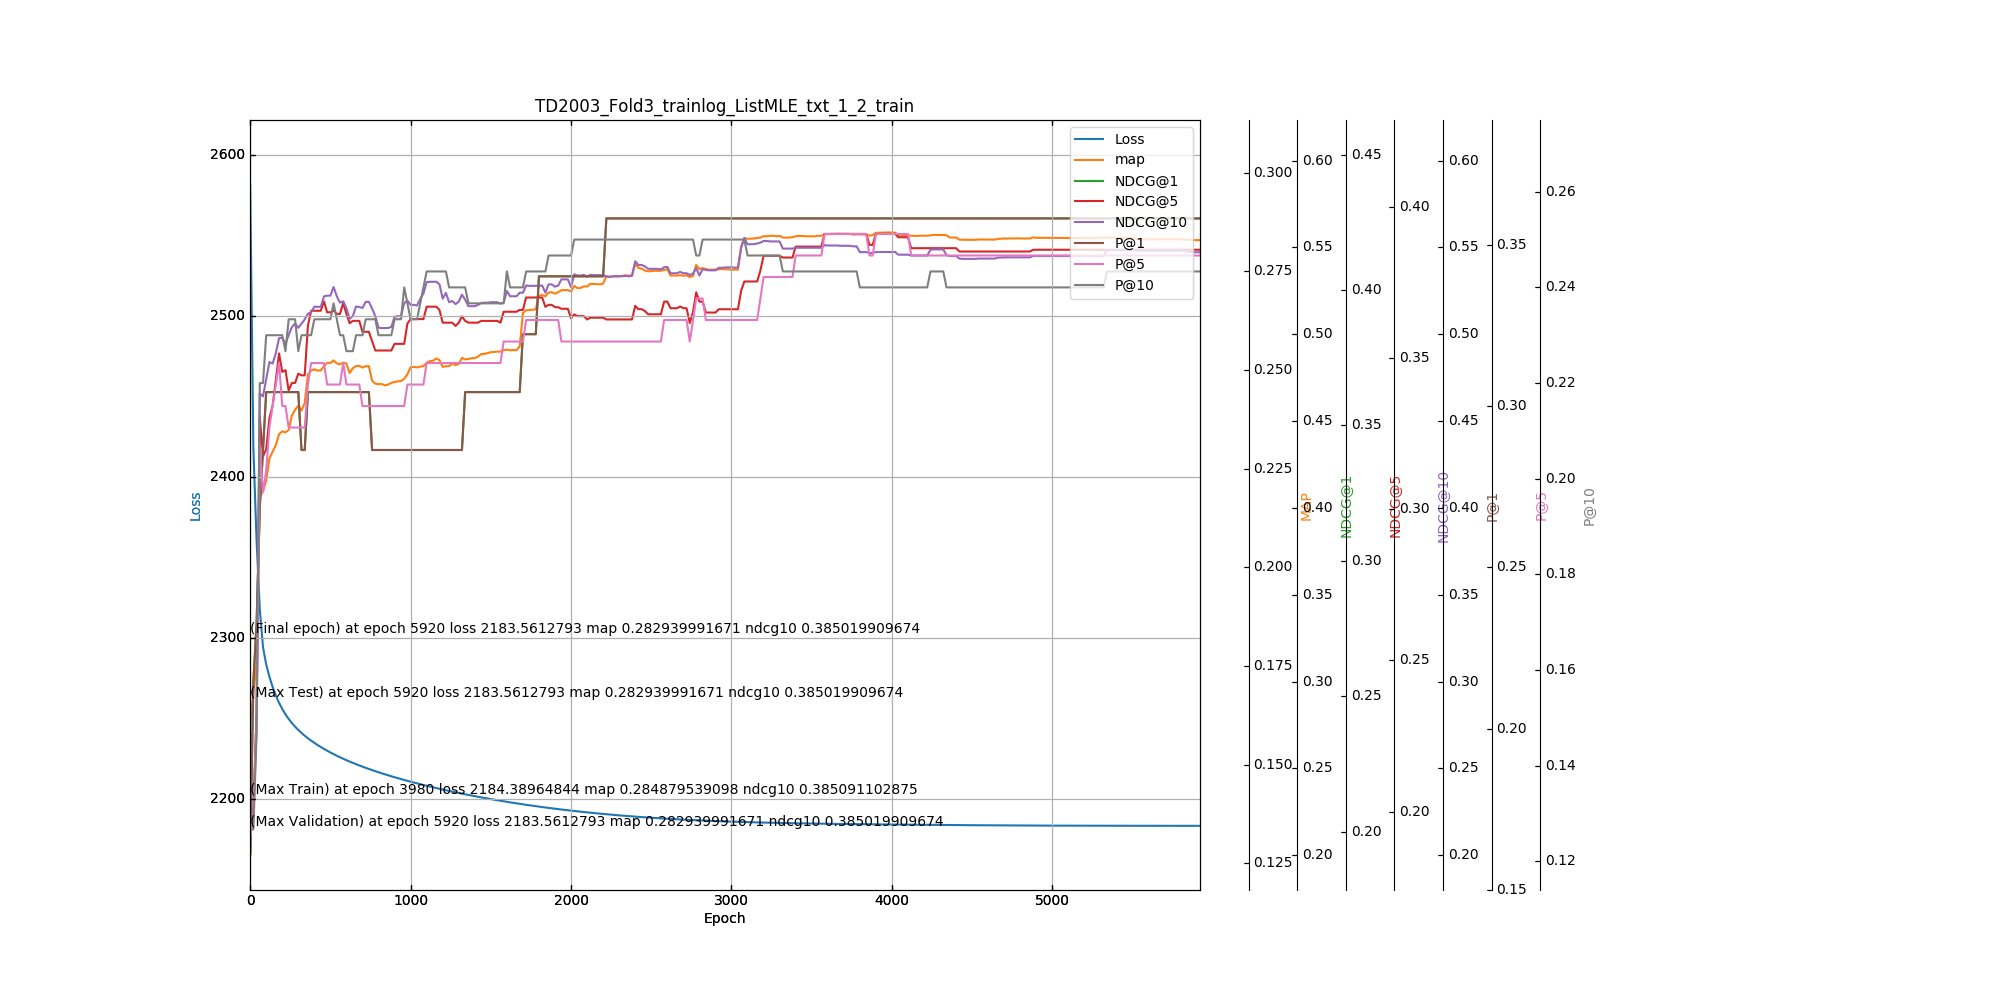 TD2003_Fold3_trainlog_ListMLE_txt_1_2_train
Loss
map
NDCG@1
NDCG@5
NDCG@10
P@1
P@5
P@10
2600
2500
2400
2300
2200
Loss
(Final epoch) at epoch 5920 loss 2183.5612793 map 0.282939991671 ndcg10 0.385019909674
(Max Test) at epoch 5920 loss 2183.5612793 map 0.282939991671 ndcg10 0.385019909674
(Max Train) at epoch 3980 loss 2184.38964844 map 0.284879539098 ndcg10 0.385091102875
(Max Validation) at epoch 5920 loss 2183.5612793 map 0.282939991671 ndcg10 0.385019909674
0 1000 2000 3000 4000 5000
Epoch
0.300
0.275
0.250
0.225
0.200
0.175
0.150
0.125
MAP
0.60
0.55
0.50
0.45
0.40
0.35
0.30
0.25
0.20
NDCG@1
0.45
0.40
0.35
0.30
0.25
0.20
NDCG@5
0.40
0.35
0.30
0.25
0.20
NDCG@10
0.60
0.55
0.50
0.45
0.40
0.35
0.30
0.25
0.20
P@1
0.35
0.30
0.25
0.20
0.15
P@5
0.26
0.24
0.22
0.20
0.18
0.16
0.14
0.12
P@10